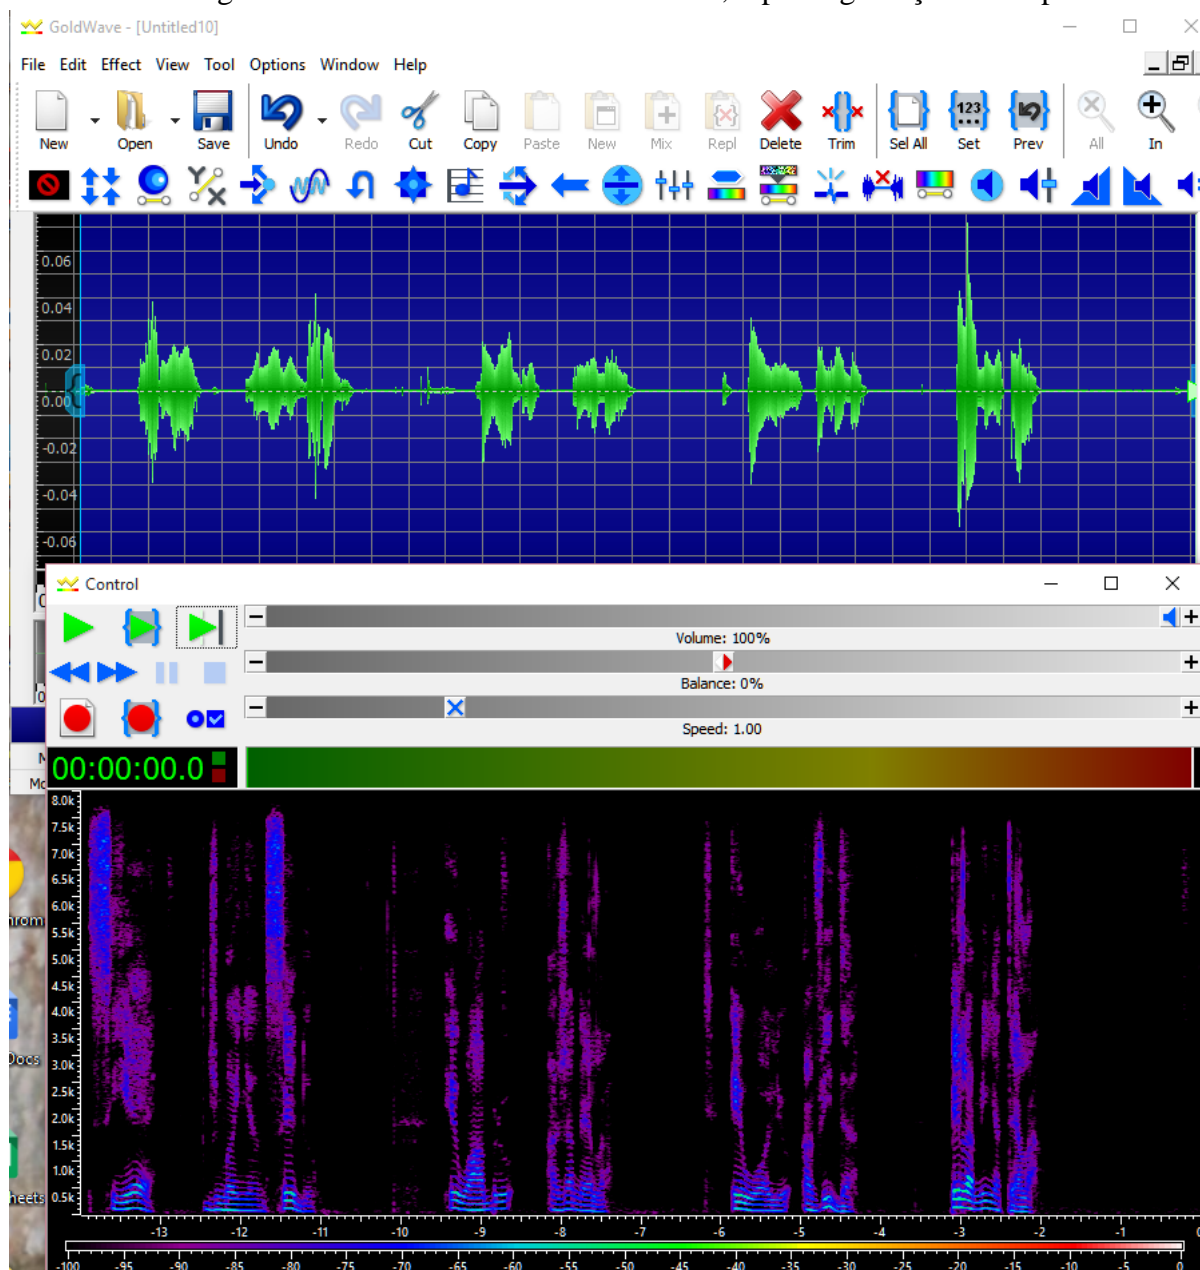 GoldWave - [Untitled10]
File Edit Effect View Tool Options Window Help
New Open Save Undo Redo Cut Copy Paste New Mix Repl Delete Trim Sel All Set Prev All In
123
0.06
0.04
0.02
0.00
-0.02
-0.04
-0.06
Control
Volume: 100%
Balance: 0%
Speed: 1.00
00:00:00.0
8.0k
7.5k
7.0k
6.5k
6.0k
5.5k
5.0k
4.5k
4.0k
3.5k
3.0k
2.5k
2.0k
1.5k
1.0k
0.5k
-13 -12 -11 -10 -9 -8 -7 -6 -5 -4 -3 -2 -1
-100 -95 -90 -85 -80 -75 -70 -65 -60 -55 -50 -45 -40 -35 -30 -25 -20 -15 -10 -5 0